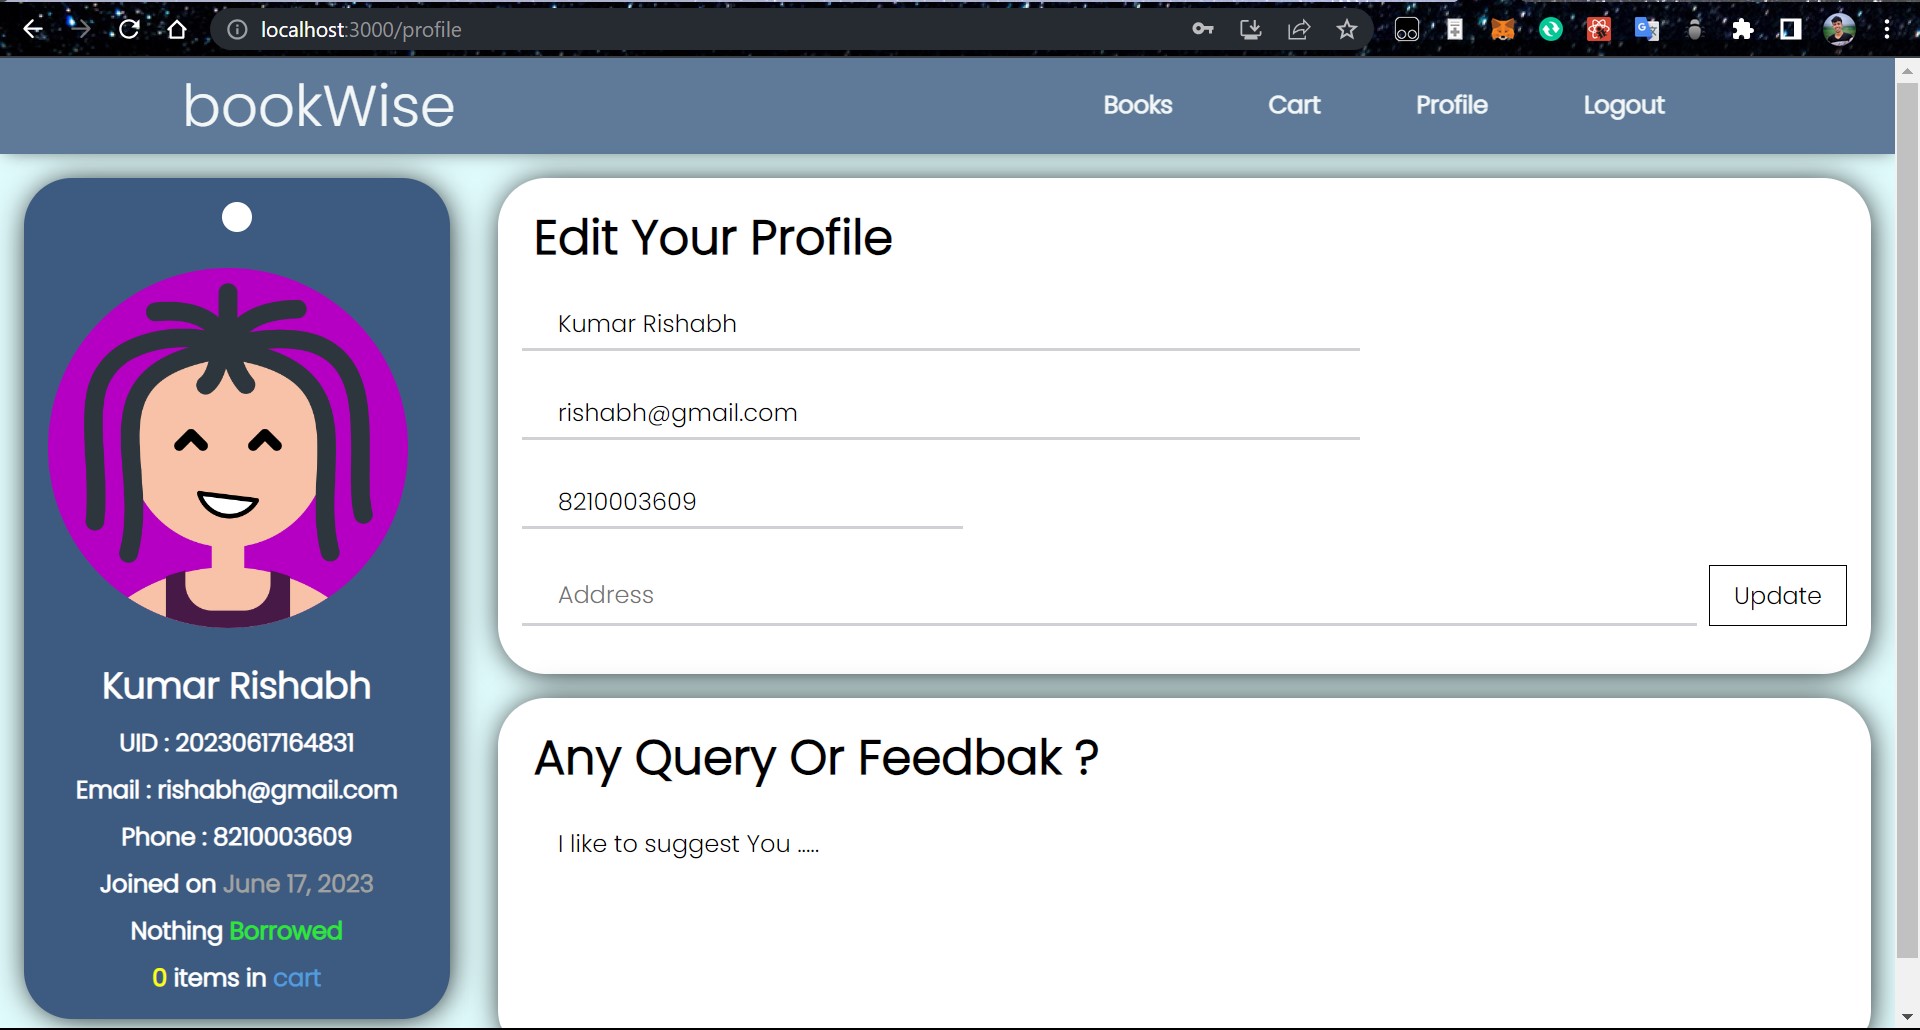 localhost:3000/profile
bookWise
Books Cart Profile Logout
Kumar Rishabh
UID : 20230617164831
Email : rishabh@gmail.com
Phone : 8210003609
Joined on June 17, 2023
Nothing Borrowed
0 items in cart
Edit Your Profile
Kumar Rishabh
rishabh@gmail.com
8210003609
Address
Update
Any Query Or Feedbak ?
I like to suggest You .....